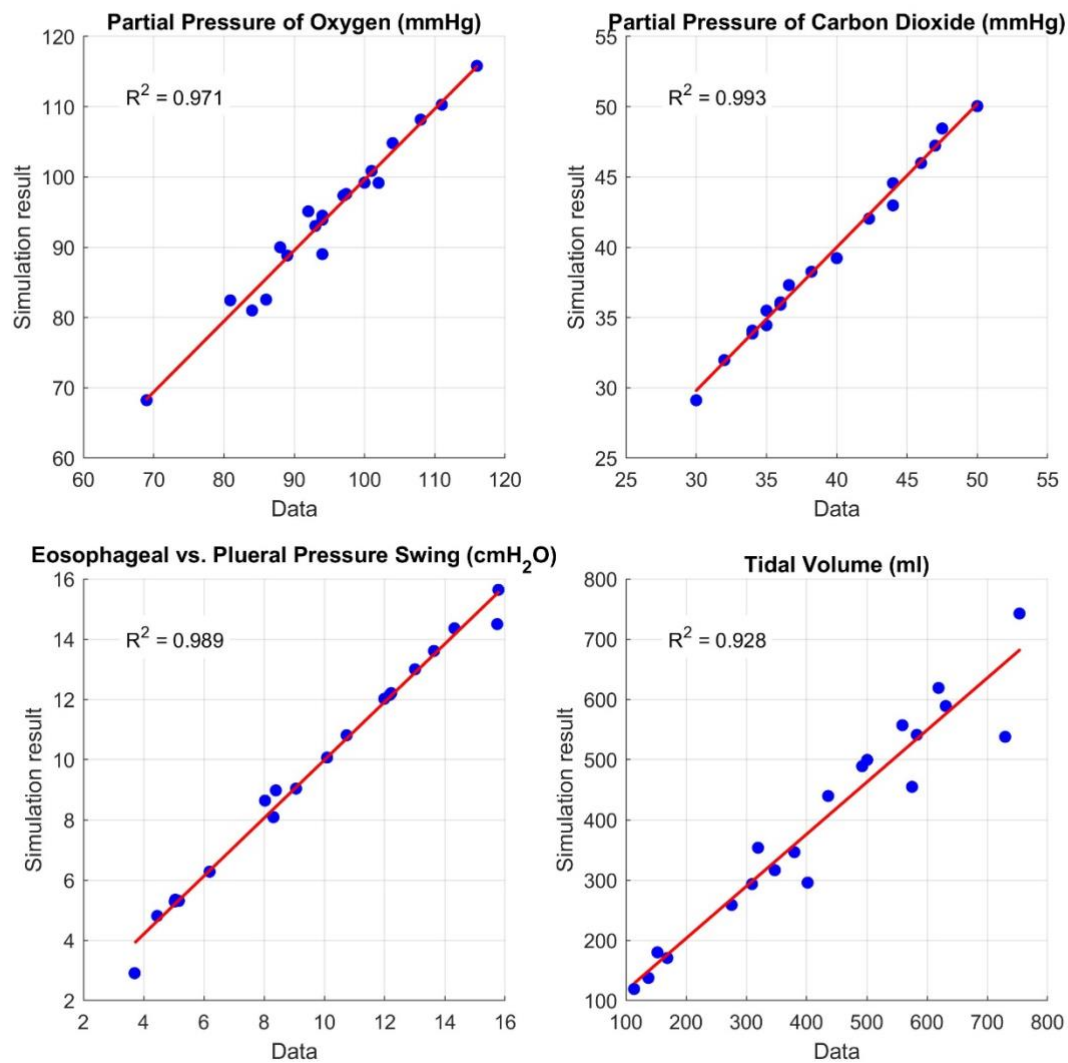 Partial Pressure of Oxygen (mmHg)
120
110
100
90
80
70
60
R² = 0.971
Simulation result
60 70 80 90 100 110 120
Data
Partial Pressure of Carbon Dioxide (mmHg)
55
50
45
40
35
30
25
R² = 0.993
Simulation result
25 30 35 40 45 50 55
Data
Eosophageal vs. Plueral Pressure Swing (cmH₂O)
16
14
12
10
8
6
4
2
R² = 0.989
Simulation result
2 4 6 8 10 12 14 16
Data
Tidal Volume (ml)
800
700
600
500
400
300
200
100
R² = 0.928
Simulation result
100 200 300 400 500 600 700 800
Data